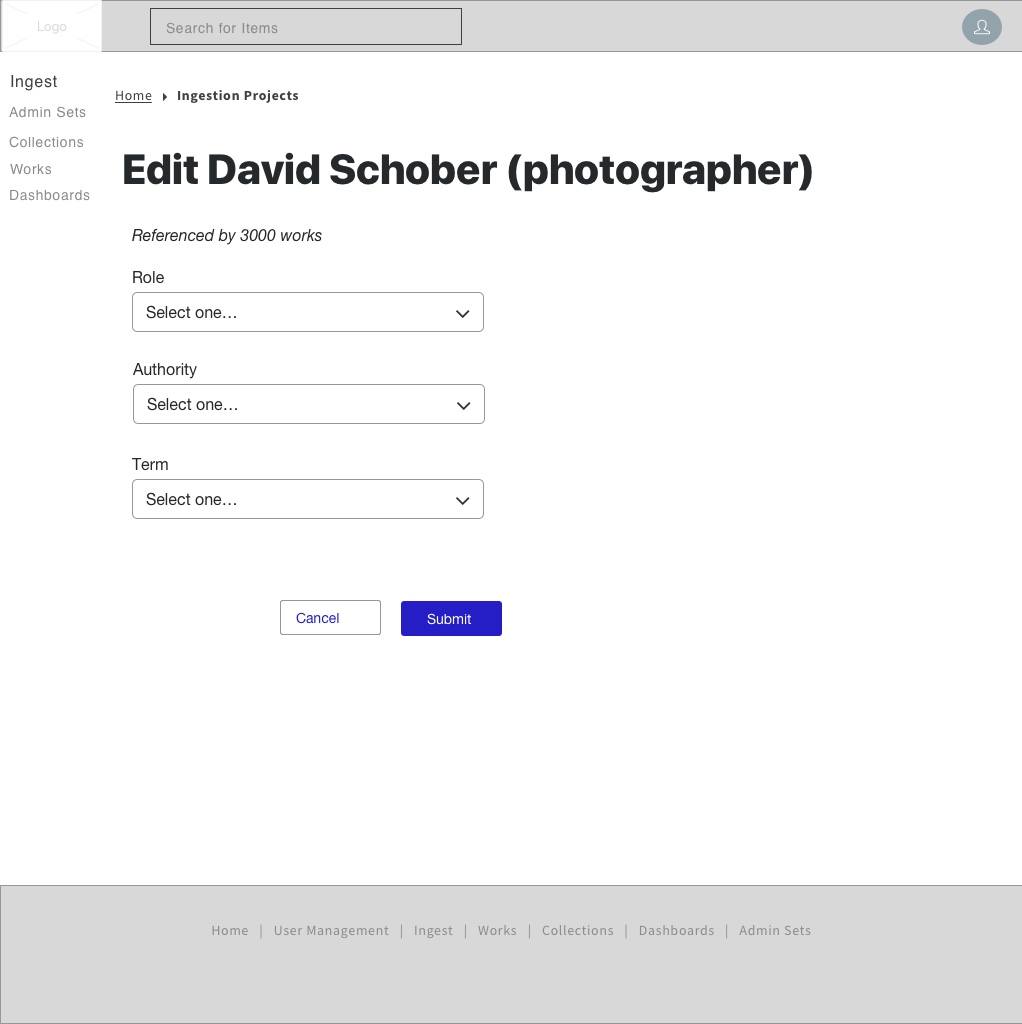 Logo
Search for Items
Ingest
Admin Sets
Collections
Works
Dashboards
Home Ingestion Projects
Edit David Schober (photographer)
Referenced by 3000 works
Role
Select one...
Authority
Select one...
Term
Select one...
Cancel Submit
Home | User Management | Ingest | Works | Collections | Dashboards | Admin Sets